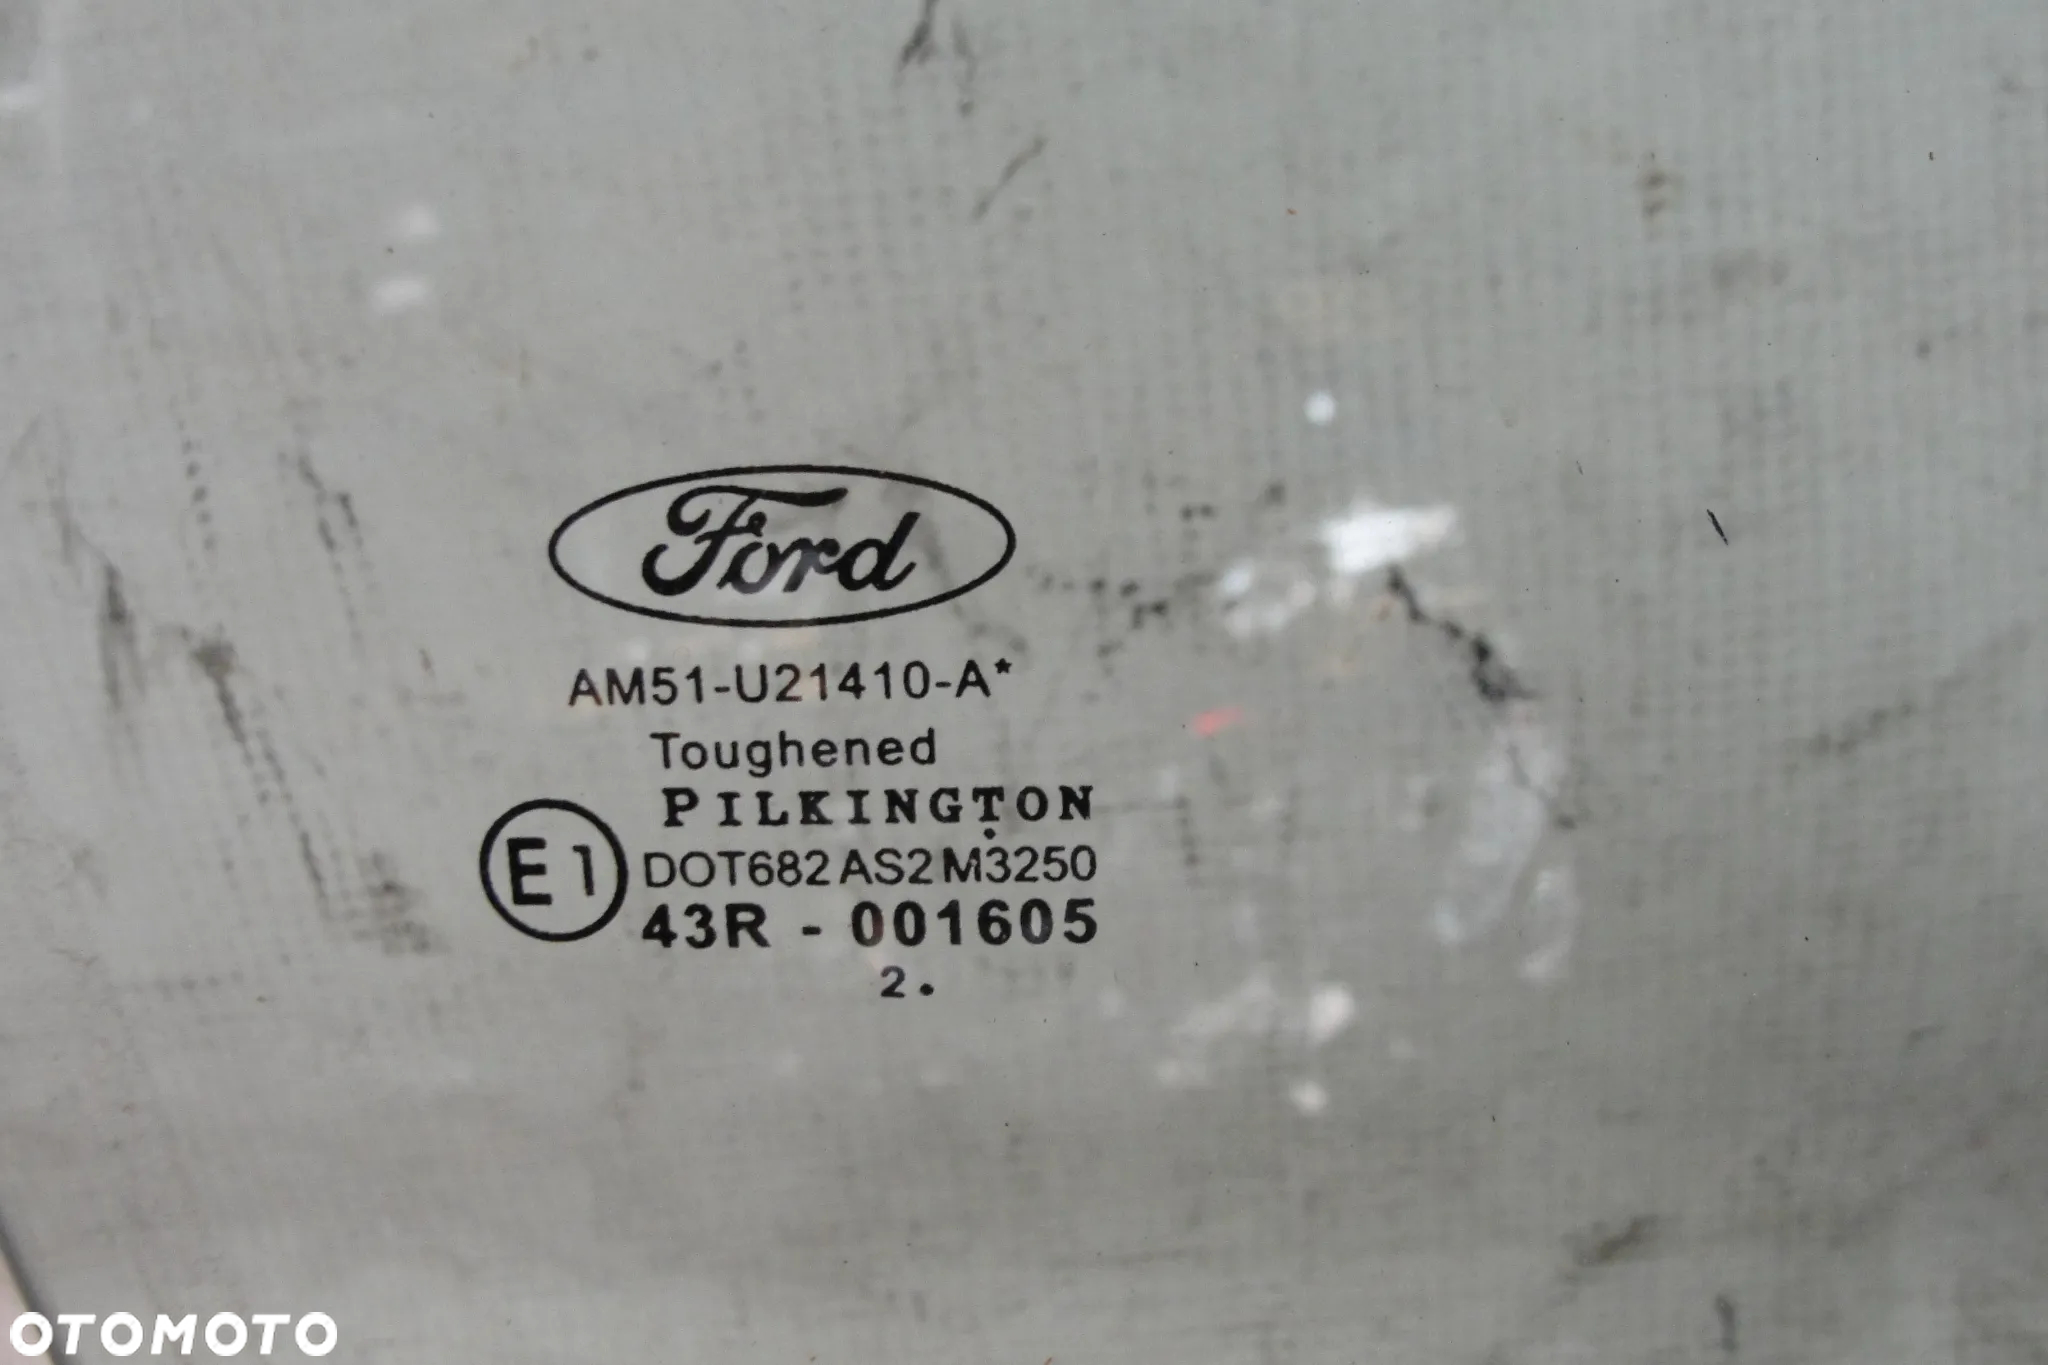 Ford
AM51-U21410-A*
Toughened
PILKINGTON
E1
DOT682 AS2 M3250
43R - 001605
2.
OTOMOTO